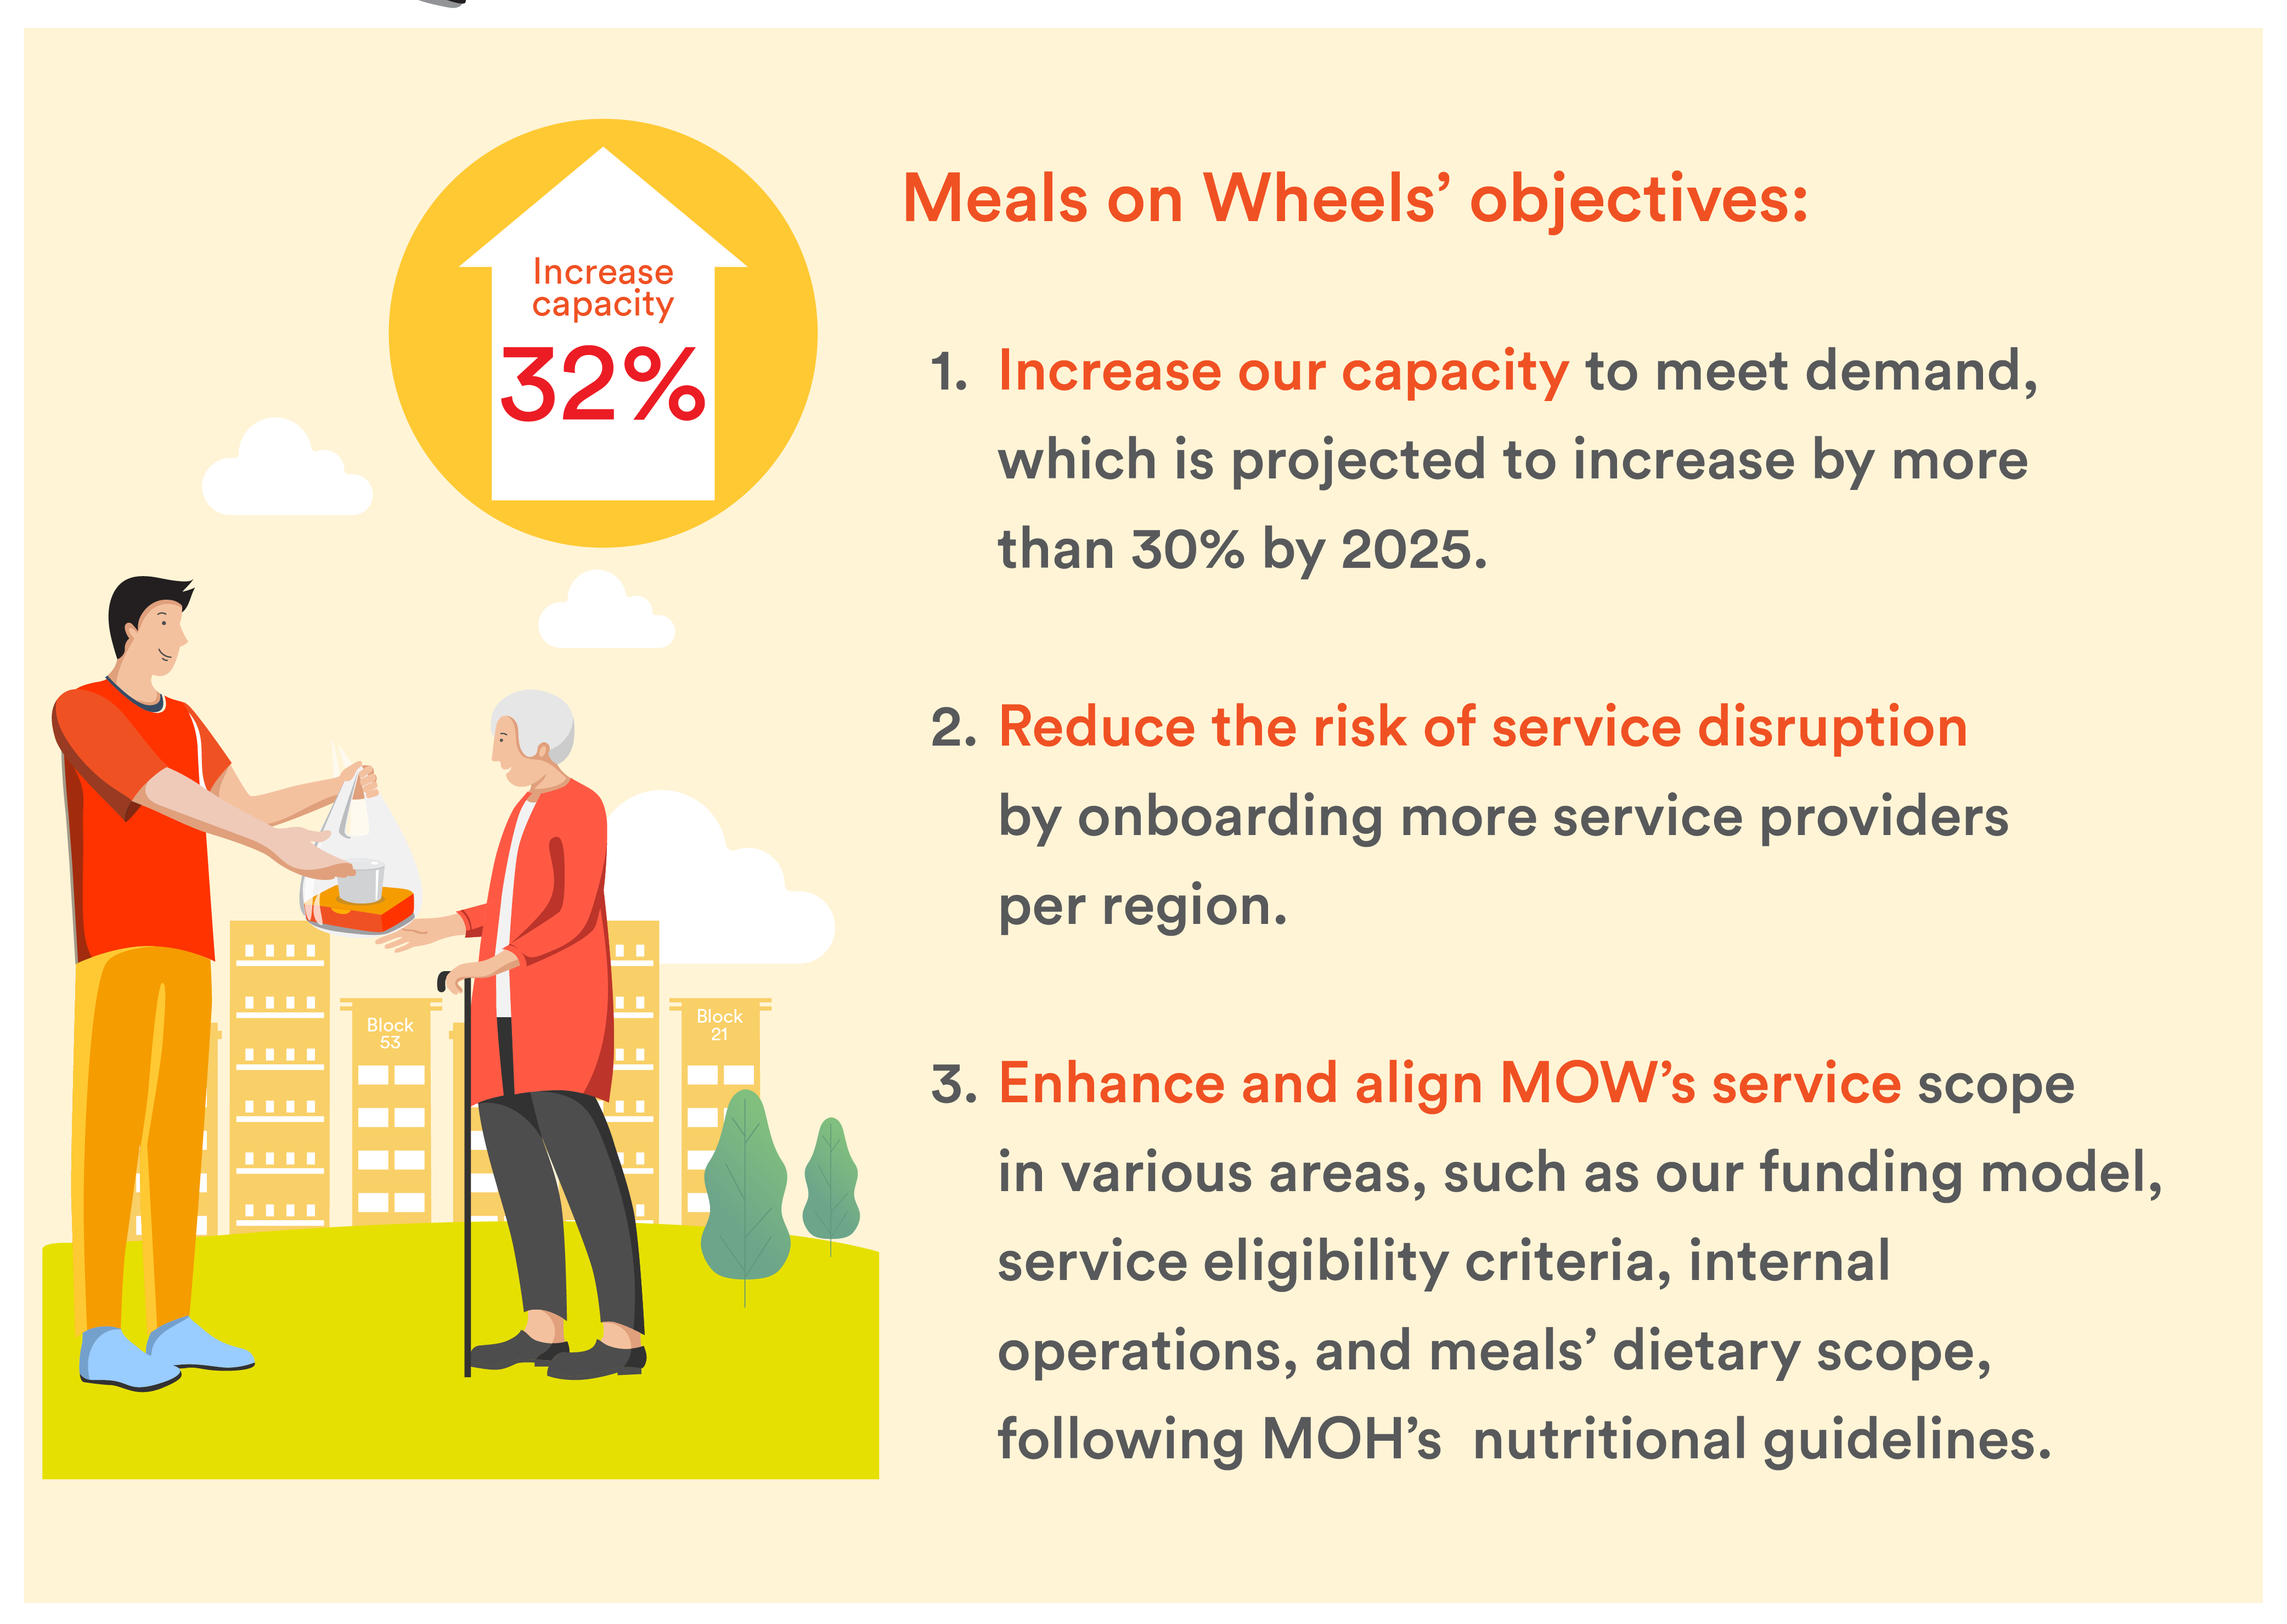 Increase
capacity
32%
Block
53
Block
21
Meals on Wheels’ objectives:
1. Increase our capacity to meet demand,
which is projected to increase by more
than 30% by 2025.
2. Reduce the risk of service disruption
by onboarding more service providers
per region.
3. Enhance and align MOW’s service scope
in various areas, such as our funding model,
service eligibility criteria, internal
operations, and meals’ dietary scope,
following MOH’s  nutritional guidelines.